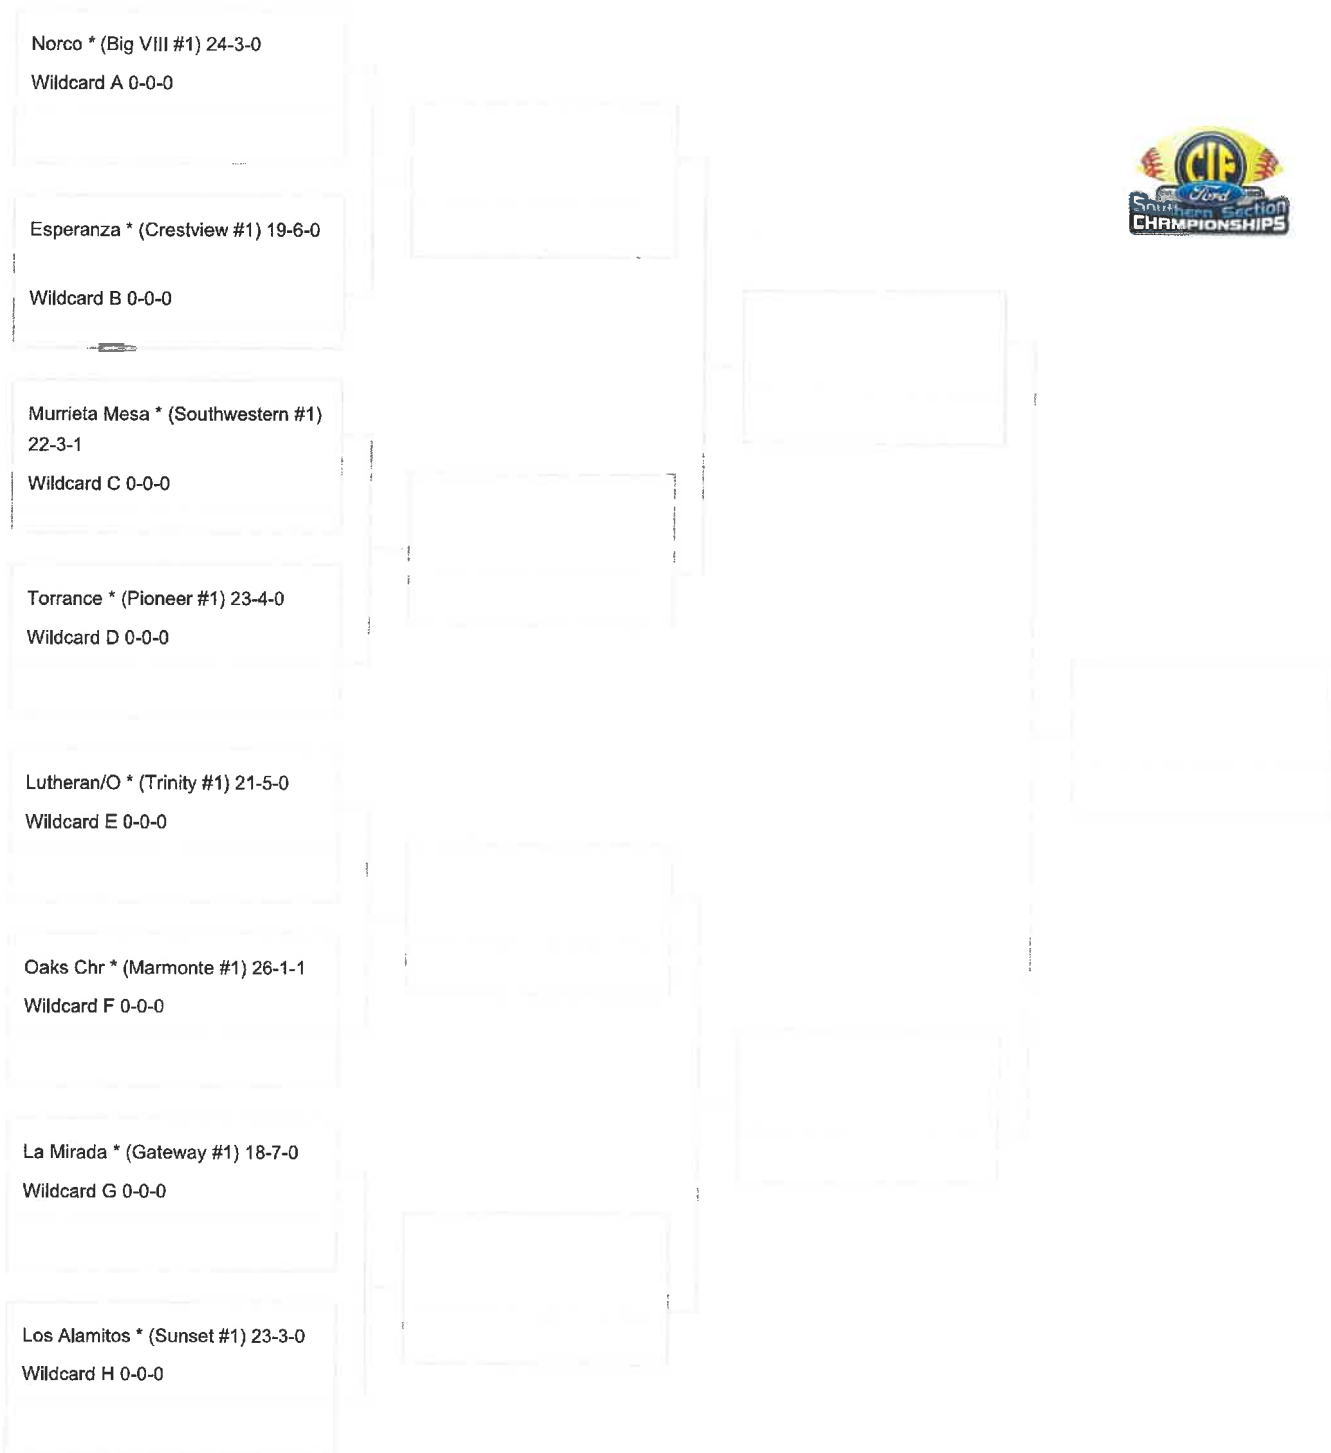 Norco * (Big VIII #1) 24-3-0
Wildcard A 0-0-0
CIF
Ford
Southern Section
CHAMPIONSHIPS
Esperanza * (Crestview #1) 19-6-0
Wildcard B 0-0-0
Murrieta Mesa * (Southwestern #1)
22-3-1
Wildcard C 0-0-0
Torrance * (Pioneer #1) 23-4-0
Wildcard D 0-0-0
Lutheran/O * (Trinity #1) 21-5-0
Wildcard E 0-0-0
Oaks Chr * (Marmonte #1) 26-1-1
Wildcard F 0-0-0
La Mirada * (Gateway #1) 18-7-0
Wildcard G 0-0-0
Los Alamitos * (Sunset #1) 23-3-0
Wildcard H 0-0-0